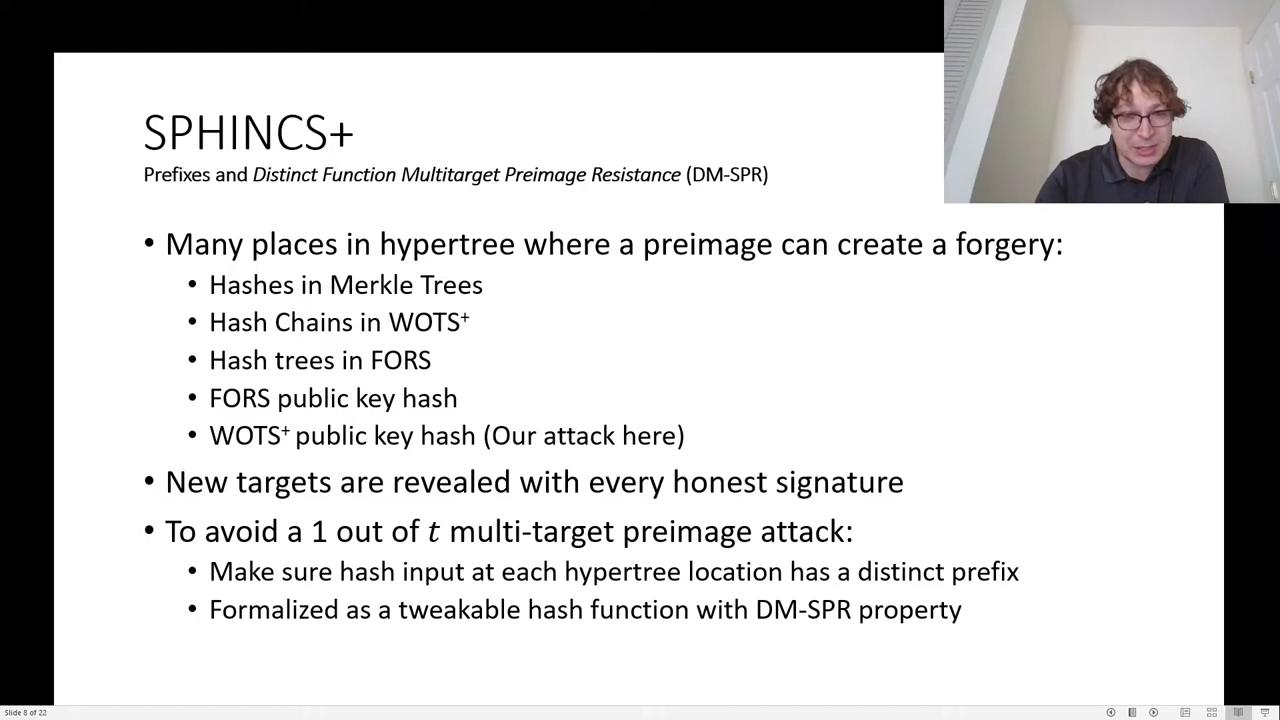 SPHINCS+
Prefixes and Distinct Function Multitarget Preimage Resistance (DM-SPR)
• Many places in hypertree where a preimage can create a forgery:
• Hashes in Merkle Trees
• Hash Chains in WOTS⁺
• Hash trees in FORS
• FORS public key hash
• WOTS⁺ public key hash (Our attack here)
• New targets are revealed with every honest signature
• To avoid a 1 out of t multi-target preimage attack:
• Make sure hash input at each hypertree location has a distinct prefix
• Formalized as a tweakable hash function with DM-SPR property
Slide 8 of 22